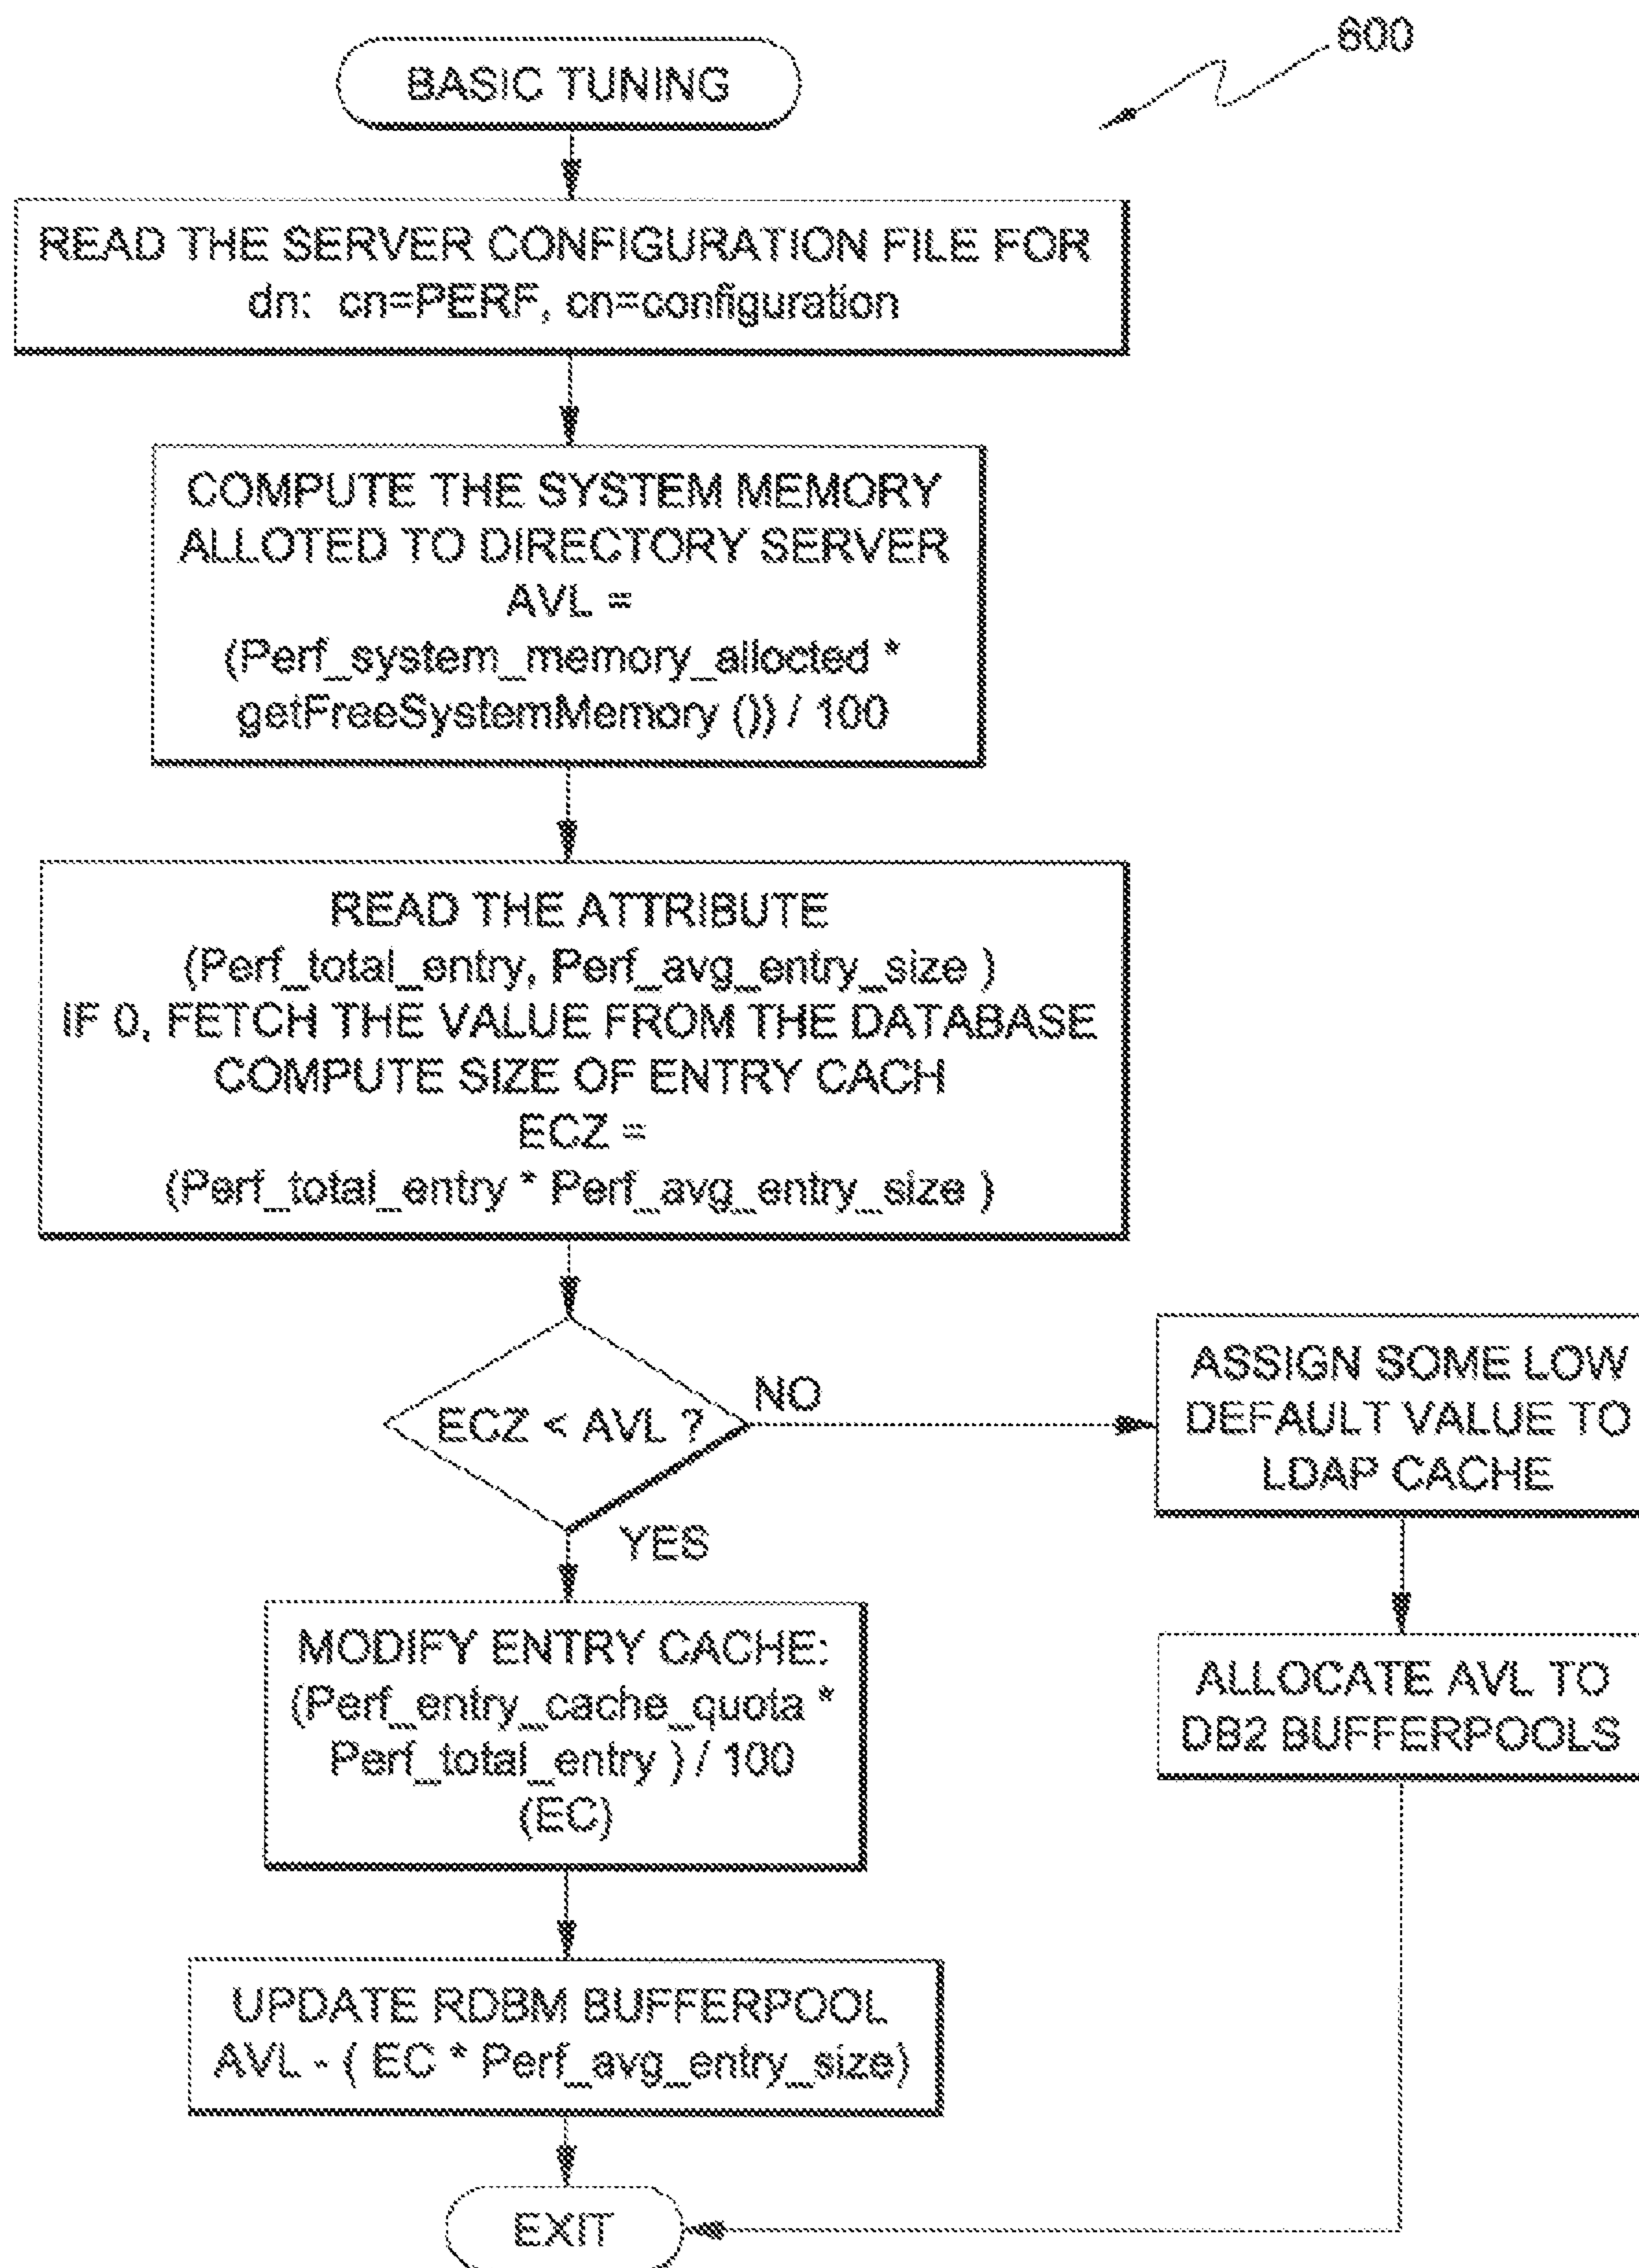 600
BASIC TUNING
READ THE SERVER CONFIGURATION FILE FOR
dn: cn=PERF, cn=configuration
COMPUTE THE SYSTEM MEMORY
ALLOTED TO DIRECTORY SERVER
AVL =
(Perf_system_memory_allocted *
getFreeSystemMemory ()) / 100
READ THE ATTRIBUTE
(Perf_total_entry, Perf_avg_entry_size )
IF 0, FETCH THE VALUE FROM THE DATABASE
COMPUTE SIZE OF ENTRY CACH
ECZ =
(Perf_total_entry * Perf_avg_entry_size )
ECZ < AVL ?
NO
ASSIGN SOME LOW
DEFAULT VALUE TO
LDAP CACHE
YES
MODIFY ENTRY CACHE:
(Perf_entry_cache_quota *
Perf_total_entry ) / 100
(EC)
ALLOCATE AVL TO
DB2 BUFFERPOOLS
UPDATE RDBM BUFFERPOOL
AVL - ( EC * Perf_avg_entry_size)
EXIT